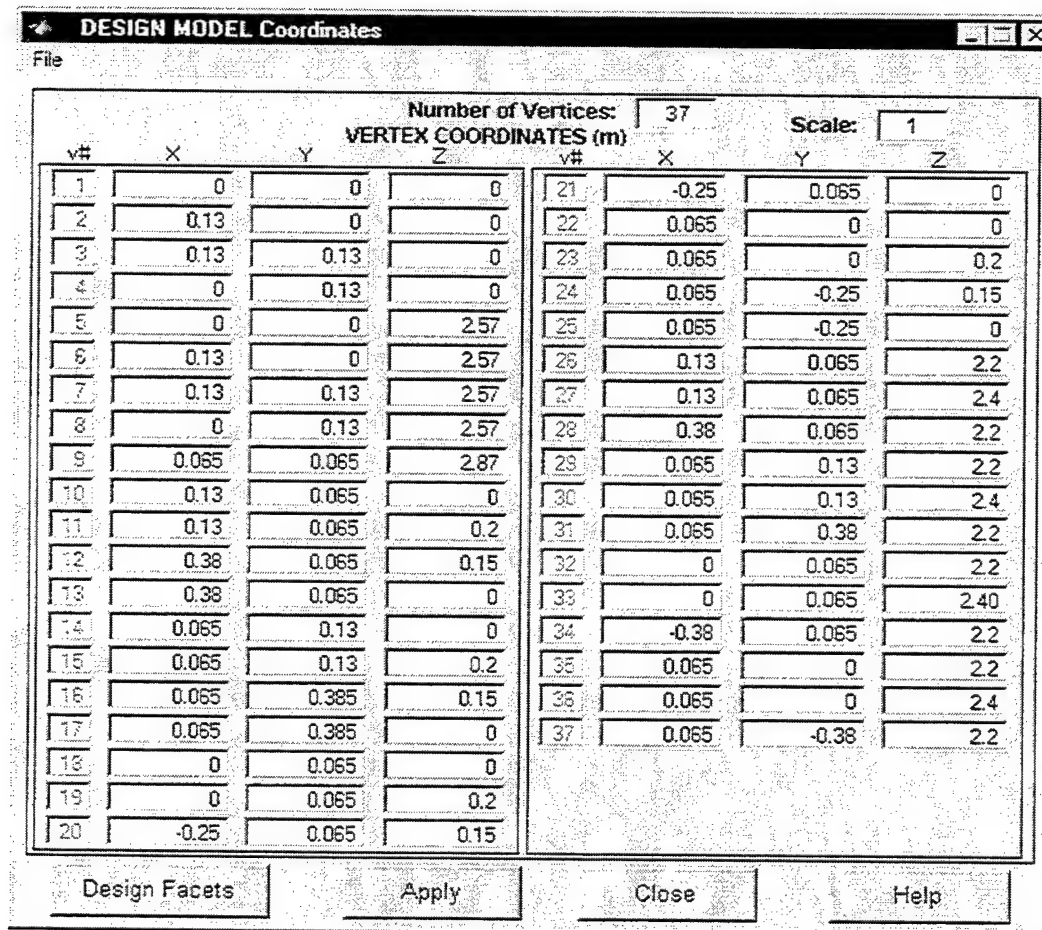 DESIGN MODEL Coordinates
File
Number of Vertices: 37 Scale: 1
VERTEX COORDINATES (m)
v# X Y Z v# X Y Z
1 0 0 0 21 -0.25 0.065 0
2 0.13 0 0 22 0.065 0 0
3 0.13 0.13 0 23 0.065 0 0.2
4 0 0.13 0 24 0.065 -0.25 0.15
5 0 0 2.57 25 0.065 -0.25 0
6 0.13 0 2.57 26 0.13 0.065 2.2
7 0.13 0.13 2.57 27 0.13 0.065 2.4
8 0 0.13 2.57 28 0.38 0.065 2.2
9 0.065 0.065 2.87 29 0.065 0.13 2.2
10 0.13 0.065 0 30 0.065 0.13 2.4
11 0.13 0.065 0.2 31 0.065 0.38 2.2
12 0.38 0.065 0.15 32 0 0.065 2.2
13 0.38 0.065 0 33 0 0.065 2.40
14 0.065 0.13 0 34 -0.38 0.065 2.2
15 0.065 0.13 0.2 35 0.065 0 2.2
16 0.065 0.385 0.15 36 0.065 0 2.4
17 0.065 0.385 0 37 0.065 -0.38 2.2
18 0 0.065 0
19 0 0.065 0.2
20 -0.25 0.065 0.15
Design Facets Apply Close Help